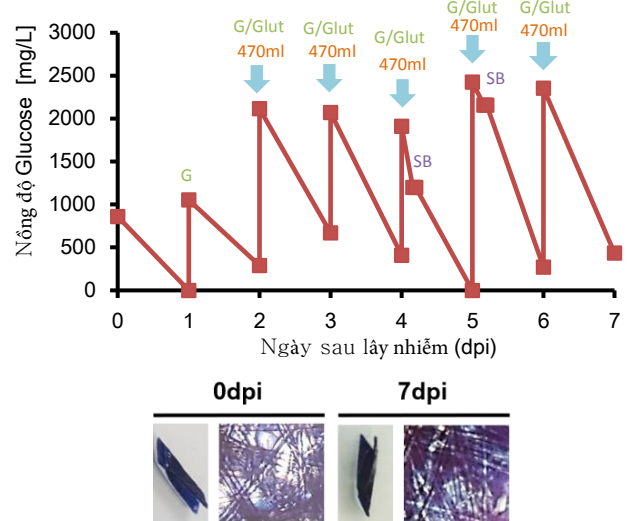 G/Glut G/Glut G/Glut G/Glut G/Glut
470ml 470ml 470ml 470ml 470ml
SB
SB
G
Nồng độ Glucose [mg/L]
3000
2500
2000
1500
1000
500
0
0 1 2 3 4 5 6 7
Ngày sau lây nhiễm (dpi)
0dpi 7dpi